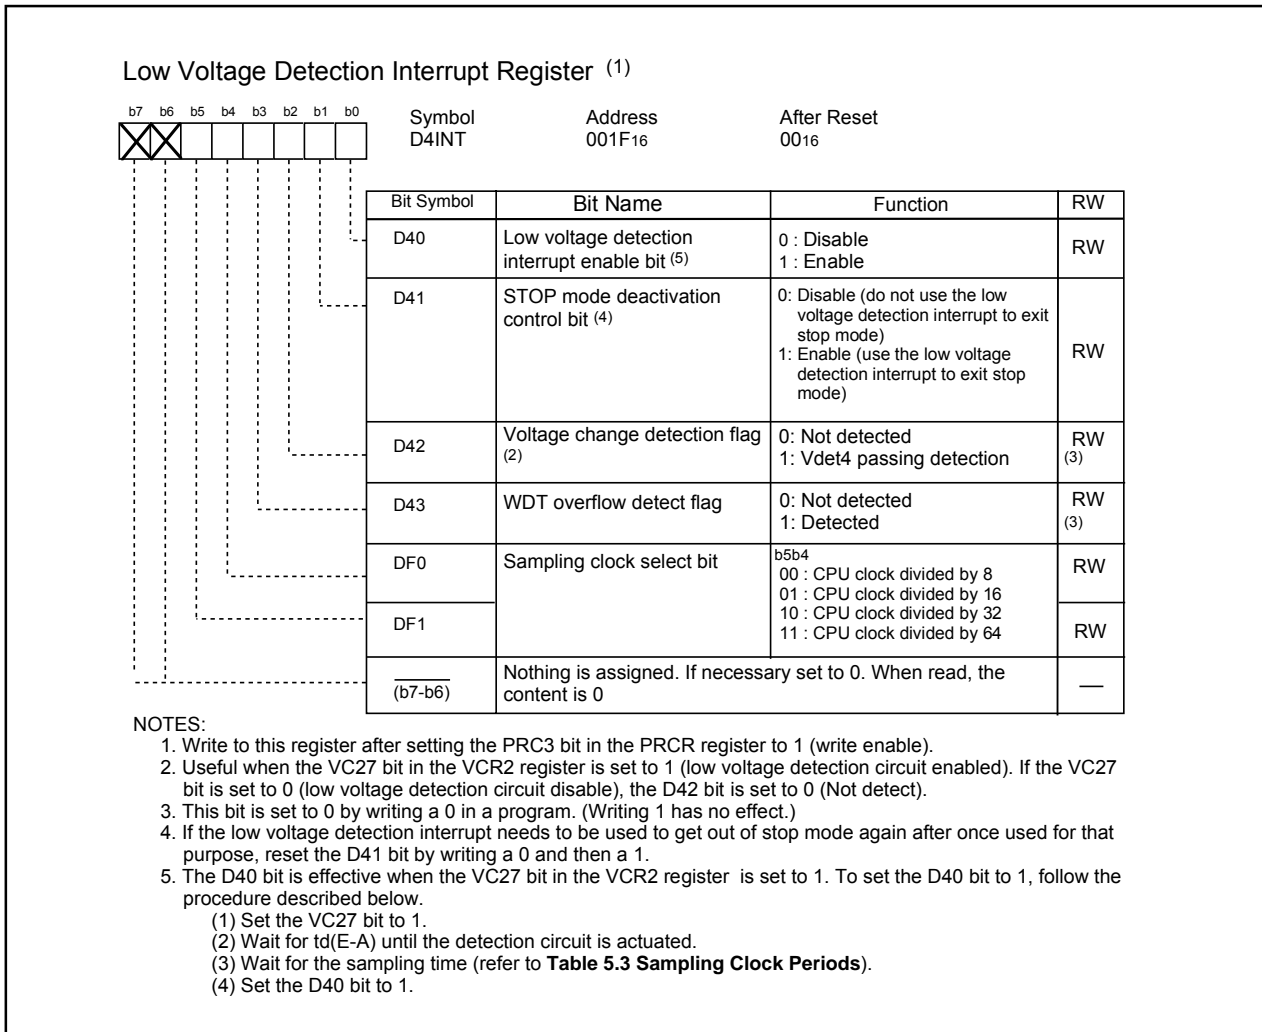 Low Voltage Detection Interrupt Register (1)
b7 b6 b5 b4 b3 b2 b1 b0
Symbol Address After Reset
D4INT 001F16 0016
Bit Symbol Bit Name Function RW
D40 Low voltage detection interrupt enable bit (5) 0 : Disable
1 : Enable RW
D41 STOP mode deactivation
control bit (4)
0: Disable (do not use the low
voltage detection interrupt to exit
stop mode)
1: Enable (use the low voltage
detection interrupt to exit stop
mode)
RW
D42 Voltage change detection flag
(2)
0: Not detected
1: Vdet4 passing detection
RW
(3)
D43 WDT overflow detect flag
0: Not detected
1: Detected
RW
(3)
DF0 Sampling clock select bit
b5b4
00 : CPU clock divided by 8
01 : CPU clock divided by 16
10 : CPU clock divided by 32
11 : CPU clock divided by 64
RW
DF1
RW
(b7-b6)
Nothing is assigned. If necessary set to 0. When read, the
content is 0
—
NOTES:
1. Write to this register after setting the PRC3 bit in the PRCR register to 1 (write enable).
2. Useful when the VC27 bit in the VCR2 register is set to 1 (low voltage detection circuit enabled). If the VC27
bit is set to 0 (low voltage detection circuit disable), the D42 bit is set to 0 (Not detect).
3. This bit is set to 0 by writing a 0 in a program. (Writing 1 has no effect.)
4. If the low voltage detection interrupt needs to be used to get out of stop mode again after once used for that
purpose, reset the D41 bit by writing a 0 and then a 1.
5. The D40 bit is effective when the VC27 bit in the VCR2 register is set to 1. To set the D40 bit to 1, follow the
procedure described below.
(1) Set the VC27 bit to 1.
(2) Wait for td(E-A) until the detection circuit is actuated.
(3) Wait for the sampling time (refer to Table 5.3 Sampling Clock Periods).
(4) Set the D40 bit to 1.